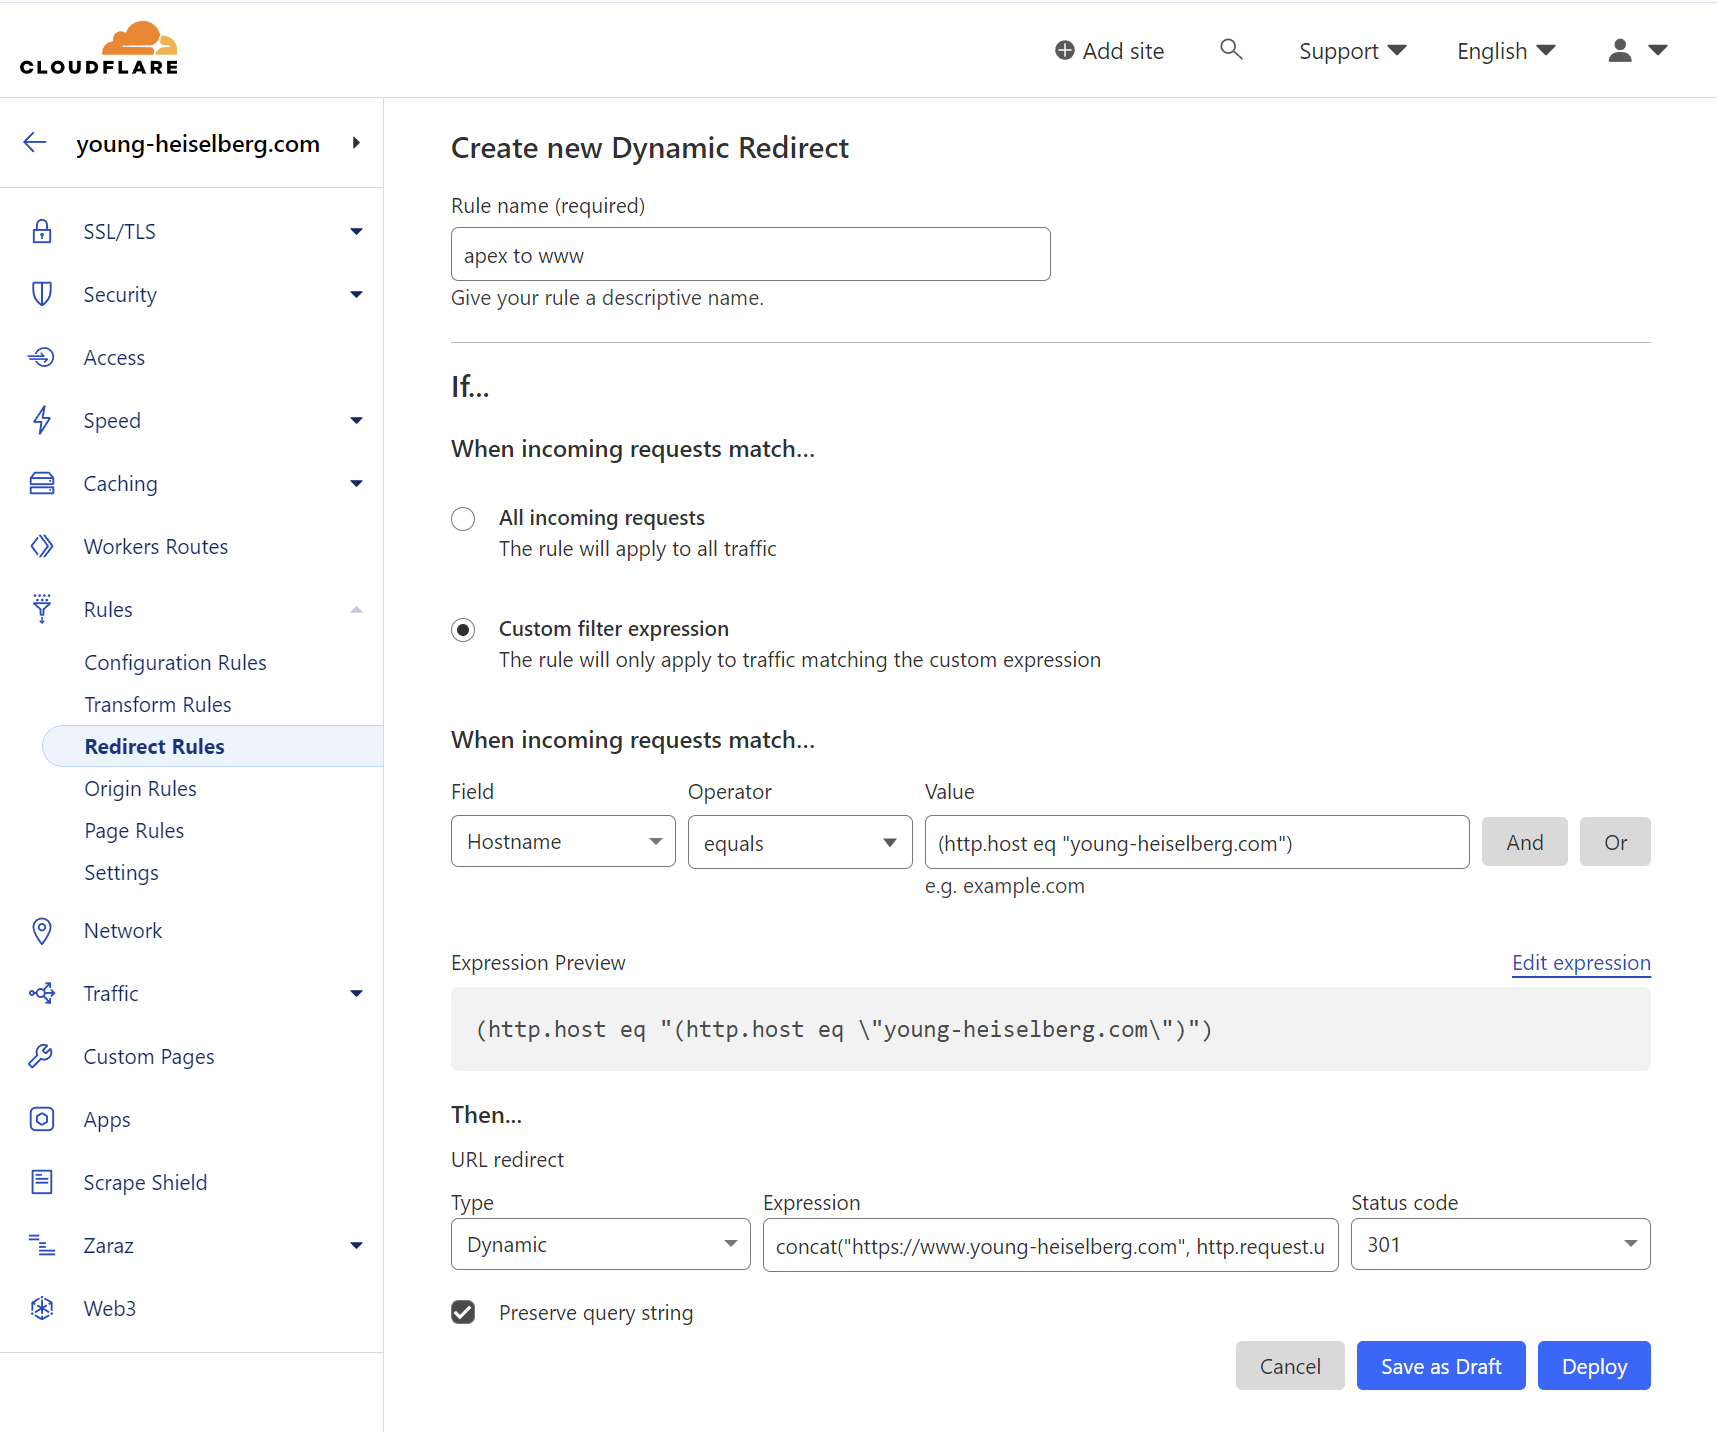 CLOUDFLARE
Add site
Support
English
young-heiselberg.com
SSL/TLS
Security
Access
Speed
Caching
Workers Routes
Rules
Configuration Rules
Transform Rules
Redirect Rules
Origin Rules
Page Rules
Settings
Network
Traffic
Custom Pages
Apps
Scrape Shield
Zaraz
Web3
Create new Dynamic Redirect
Rule name (required)
apex to www
Give your rule a descriptive name.
If...
When incoming requests match...
All incoming requests
The rule will apply to all traffic
Custom filter expression
The rule will only apply to traffic matching the custom expression
When incoming requests match...
Field Operator Value
Hostname equals (http.host eq "young-heiselberg.com") And Or
e.g. example.com
Expression Preview Edit expression
(http.host eq "(http.host eq \"young-heiselberg.com\")")
Then...
URL redirect
Type Expression Status code
Dynamic concat("https://www.young-heiselberg.com", http.request.u 301
Preserve query string
Cancel Save as Draft Deploy